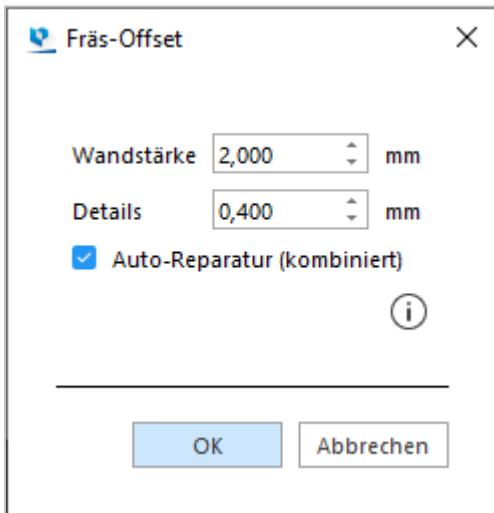 Fräs-Offset
Wandstärke 2,000 mm
Details 0,400 mm
Auto-Reparatur (kombiniert)
OK Abbrechen